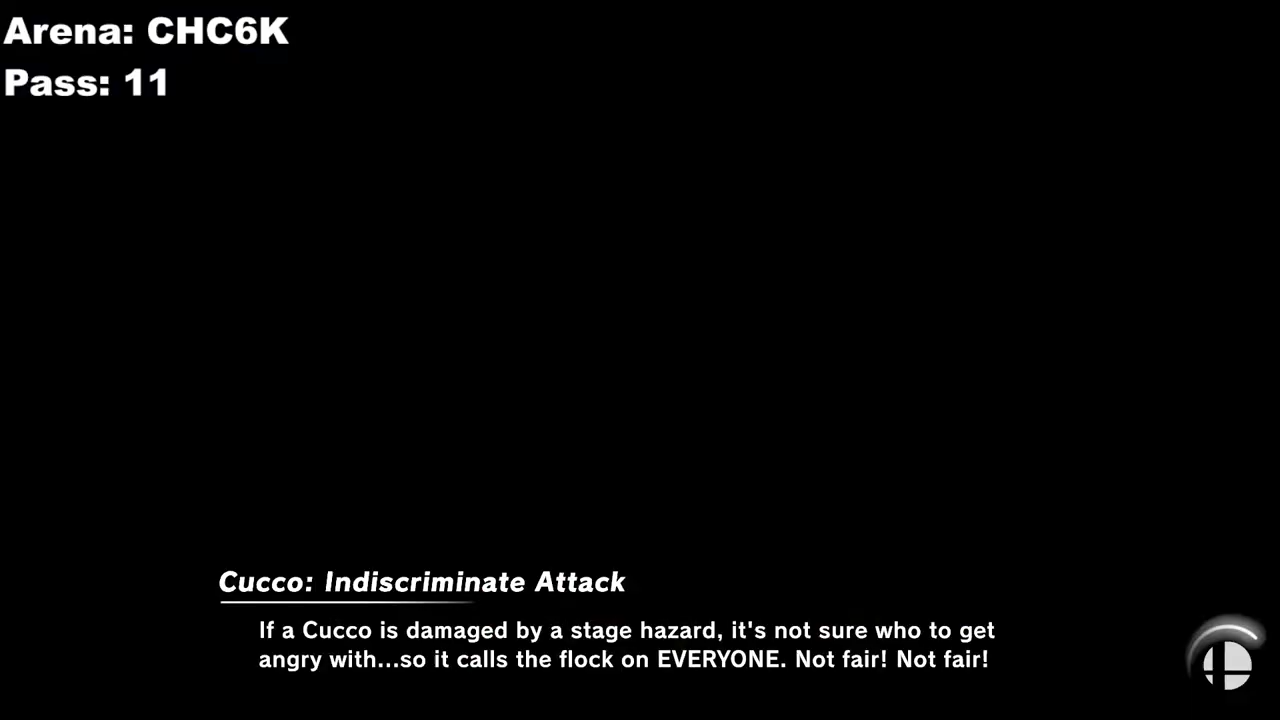 Arena: CHC6K
Pass: 11
Cucco: Indiscriminate Attack
If a Cucco is damaged by a stage hazard, it's not sure who to get
angry with...so it calls the flock on EVERYONE. Not fair! Not fair!